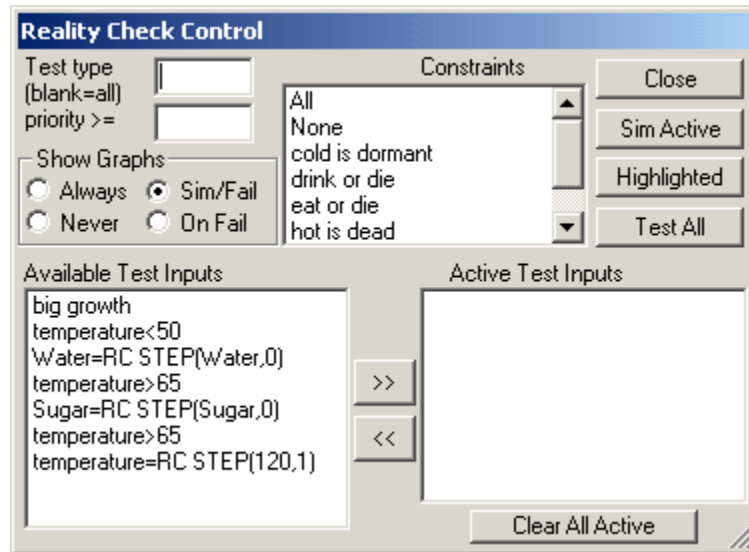 Reality Check Control
Test type
(blank=all)
priority >=
Show Graphs
Always
Sim/Fail
Never
On Fail
Constraints
All
None
cold is dormant
drink or die
eat or die
hot is dead
Close
Sim Active
Highlighted
Test All
Available Test Inputs
big growth
temperature<50
Water=RC STEP(Water,0)
temperature>65
Sugar=RC STEP(Sugar,0)
temperature>65
temperature=RC STEP(120,1)
>>
<<
Active Test Inputs
Clear All Active